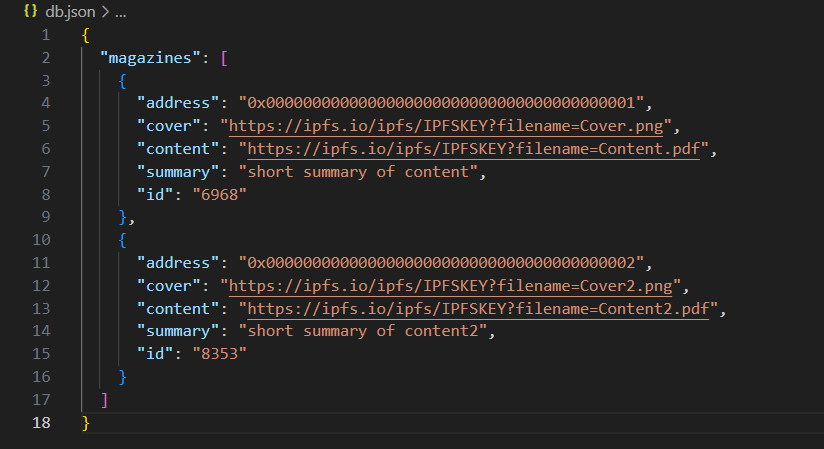 {} db.json > ...
1 {
2 "magazines": [
3 {
4 "address": "0x0000000000000000000000000000000000000001",
5 "cover": "https://ipfs.io/ipfs/IPFSKEY?filename=Cover.png",
6 "content": "https://ipfs.io/ipfs/IPFSKEY?filename=Content.pdf",
7 "summary": "short summary of content",
8 "id": "6968"
9 },
10 {
11 "address": "0x0000000000000000000000000000000000000002",
12 "cover": "https://ipfs.io/ipfs/IPFSKEY?filename=Cover2.png",
13 "content": "https://ipfs.io/ipfs/IPFSKEY?filename=Content2.pdf",
14 "summary": "short summary of content2",
15 "id": "8353"
16 }
17 ]
18 }